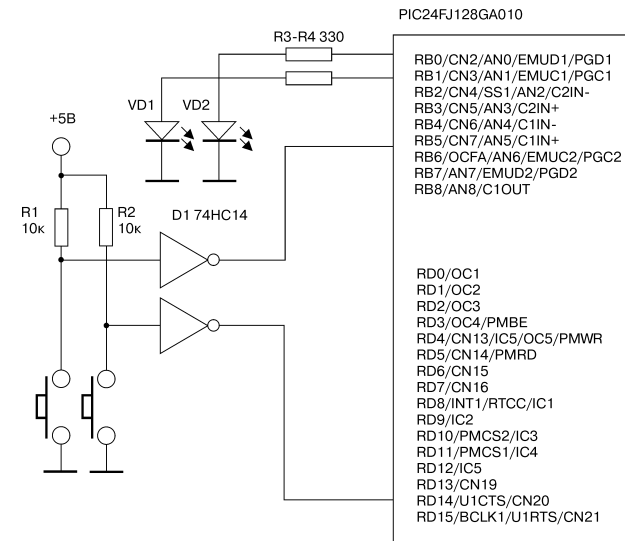 PIC24FJ128GA010
R3-R4 330
RB0/CN2/AN0/EMUD1/PGD1
RB1/CN3/AN1/EMUC1/PGC1
RB2/CN4/SS1/AN2/C2IN-
RB3/CN5/AN3/C2IN+
RB4/CN6/AN4/C1IN-
RB5/CN7/AN5/C1IN+
RB6/OCFA/AN6/EMUC2/PGC2
RB7/AN7/EMUD2/PGD2
RB8/AN8/C1OUT
VD1 VD2
+5В
R1 10к
R2 10к
D1 74HC14
RD0/OC1
RD1/OC2
RD2/OC3
RD3/OC4/PMBE
RD4/CN13/IC5/OC5/PMWR
RD5/CN14/PMRD
RD6/CN15
RD7/CN16
RD8/INT1/RTCC/IC1
RD9/IC2
RD10/PMCS2/IC3
RD11/PMCS1/IC4
RD12/IC5
RD13/CN19
RD14/U1CTS/CN20
RD15/BCLK1/U1RTS/CN21